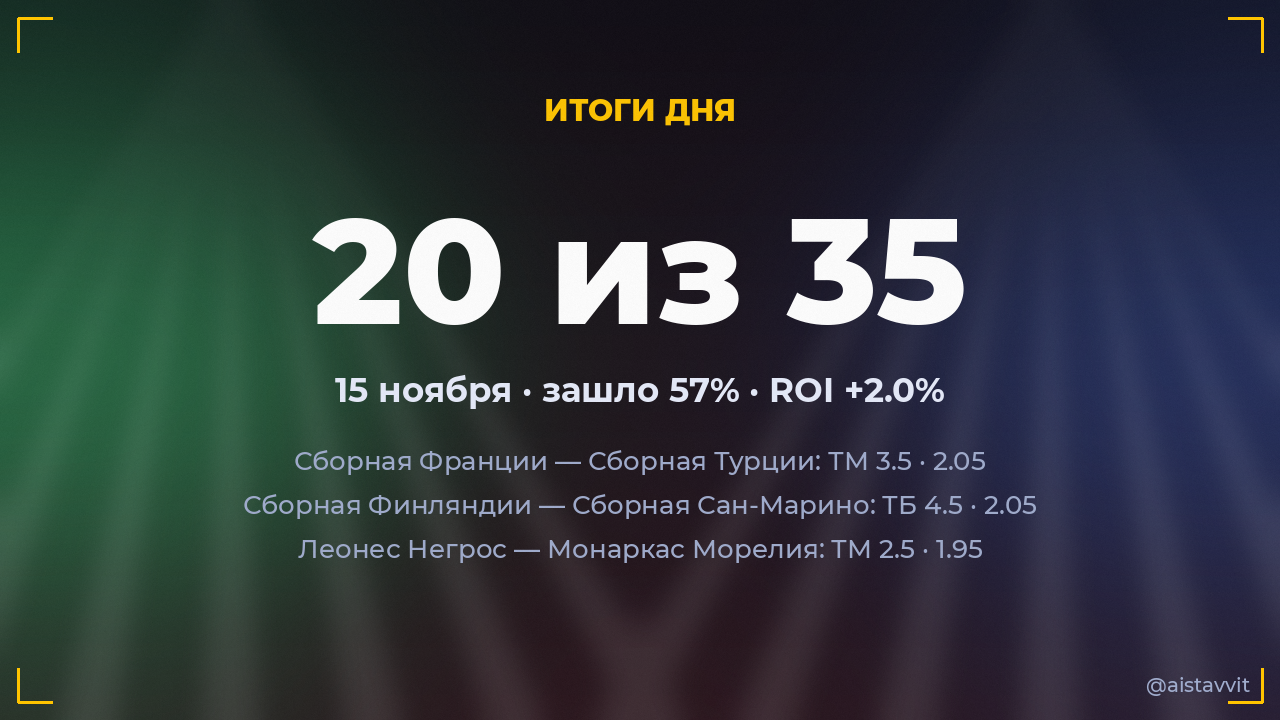 ИТОГИ ДНЯ
20 из 35
15 ноября · зашло 57% · ROI +2.0%
Сборная Франции — Сборная Турции: ТМ 3.5 · 2.05
Сборная Финляндии — Сборная Сан-Марино: ТБ 4.5 · 2.05
Леонес Негрос — Монаркас Морелия: ТМ 2.5 · 1.95
@aistavvit